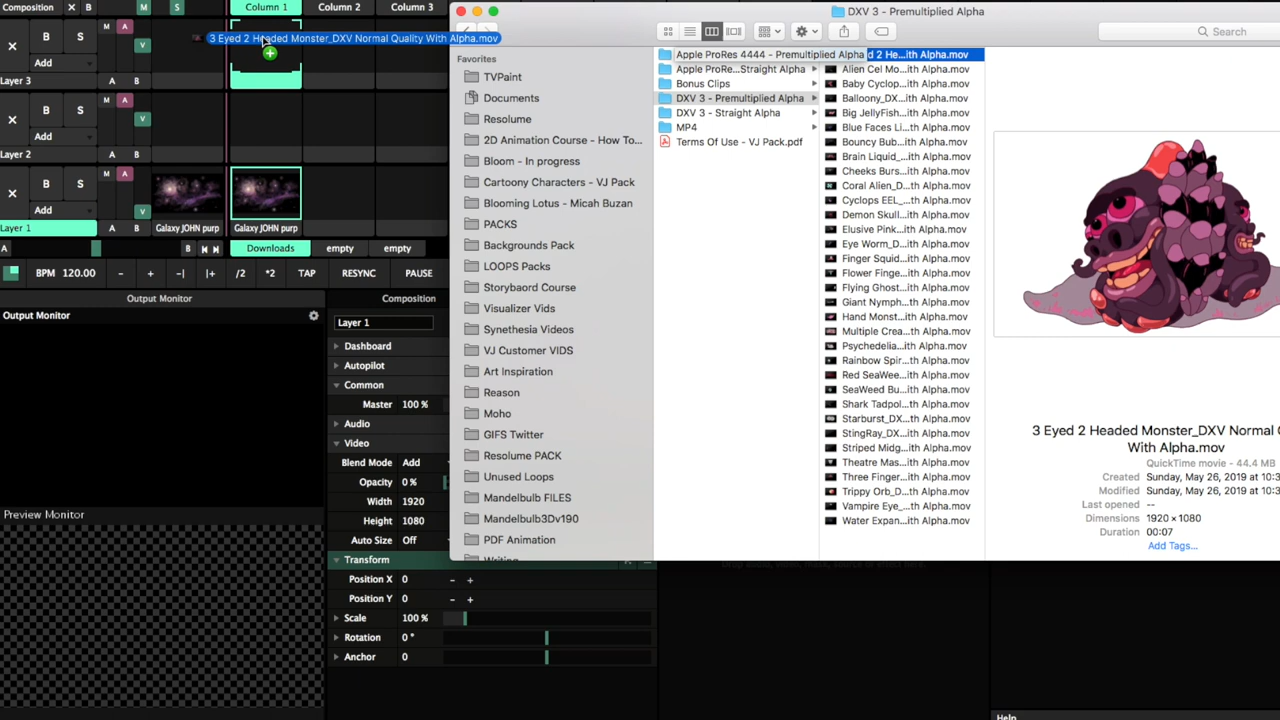 Composition X B M S Column 1 Column 2 Column 3
3 Eyed 2 Headed Monster_DXV Normal Quality With Alpha.mov
B S M A V
Add
Layer 3 A B
B S M A V
Add
Layer 2 A B
B S M A V
Add
Layer 1 A B Galaxy JOHN purp Galaxy JOHN purp
A B Downloads empty empty
BPM 120.00 - + -| |+ /2 *2 TAP RESYNC PAUSE
Output Monitor
Output Monitor
Preview Monitor
Composition
Layer 1
Dashboard
Autopilot
Common
Master 100 %
Audio
Video
Blend Mode Add
Opacity 0 %
Width 1920
Height 1080
Auto Size Off
Transform
Position X 0 - +
Position Y 0 - +
Scale 100 %
Rotation 0 °
Anchor 0
DXV 3 - Premultiplied Alpha
Search
Favorites
TVPaint
Documents
Resolume
2D Animation Course - How To...
Bloom - In progress
Cartoony Characters - VJ Pack
Blooming Lotus - Micah Buzan
PACKS
Backgrounds Pack
LOOPS Packs
Storybaord Course
Visualizer Vids
Synethesia Videos
VJ Customer VIDS
Art Inspiration
Reason
Moho
GIFS Twitter
Resolume PACK
Unused Loops
Mandelbulb FILES
Mandelbulb3Dv190
PDF Animation
Writing
Apple ProRes 4444 - Premultiplied Alpha
Apple ProRe...Straight Alpha
Bonus Clips
DXV 3 - Premultiplied Alpha
DXV 3 - Straight Alpha
MP4
Terms Of Use - VJ Pack.pdf
d 2 He...ith Alpha.mov
Alien Cel Mo...ith Alpha.mov
Baby Cyclop...ith Alpha.mov
Balloony_DX...ith Alpha.mov
Big JellyFish...ith Alpha.mov
Blue Faces Li...ith Alpha.mov
Bouncy Bub...ith Alpha.mov
Brain Liquid_...ith Alpha.mov
Cheeks Burs...ith Alpha.mov
Coral Alien_D...ith Alpha.mov
Cyclops EEL_...ith Alpha.mov
Demon Skull...ith Alpha.mov
Elusive Pink...ith Alpha.mov
Eye Worm_D...ith Alpha.mov
Finger Squid...ith Alpha.mov
Flower Finge...ith Alpha.mov
Flying Ghost...ith Alpha.mov
Giant Nymph...ith Alpha.mov
Hand Monst...ith Alpha.mov
Multiple Crea...ith Alpha.mov
Psychedelia...ith Alpha.mov
Rainbow Spir...ith Alpha.mov
Red SeaWee...ith Alpha.mov
SeaWeed Bu...ith Alpha.mov
Shark Tadpol...th Alpha.mov
Starburst_DX...ith Alpha.mov
StingRay_DX...ith Alpha.mov
Striped Midg...ith Alpha.mov
Theatre Mas...ith Alpha.mov
Three Finger...ith Alpha.mov
Trippy Orb_D...ith Alpha.mov
Vampire Eye_...ith Alpha.mov
Water Expan...ith Alpha.mov
3 Eyed 2 Headed Monster_DXV Normal
With Alpha.mov
QuickTime movie - 44.4 MB
Created Sunday, May 26, 2019 at 10:3
Modified Sunday, May 26, 2019 at 10:3
Last opened --
Dimensions 1920 × 1080
Duration 00:07
Add Tags...
Help